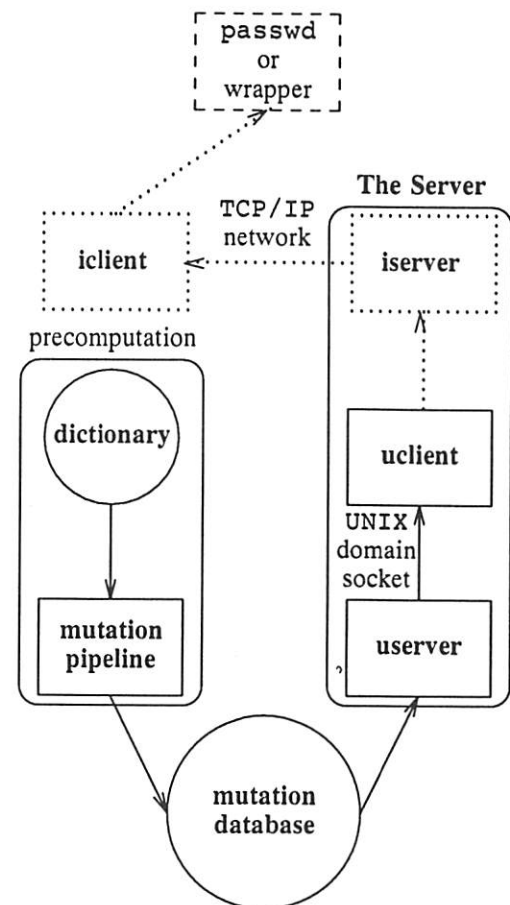 passwd
or
wrapper
The Server
TCP/IP
network
iclient
iserver
precomputation
dictionary
uclient
UNIX
domain
socket
mutation
pipeline
userver
mutation
database